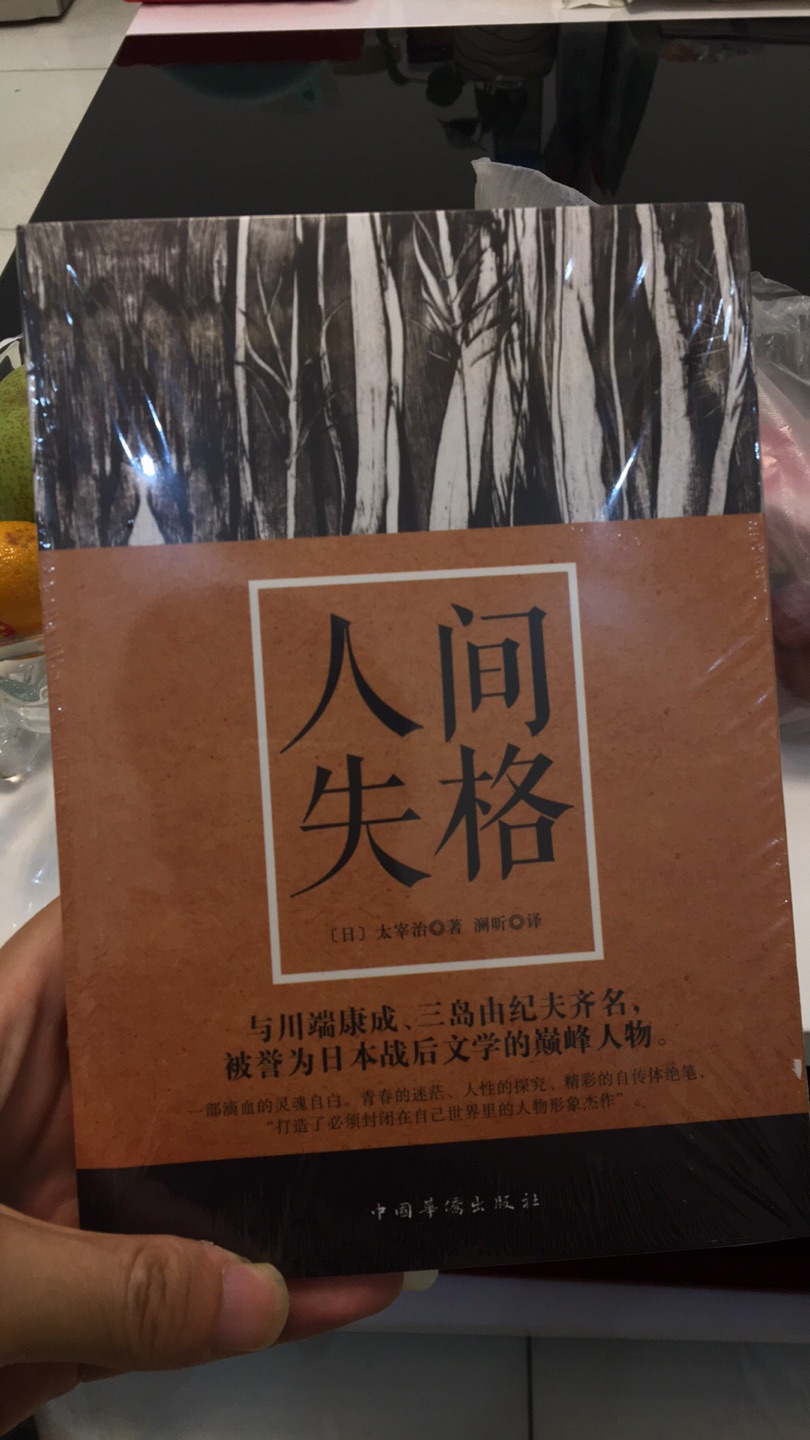 人间
失格
〔日〕太宰治◎著 澜昕◎译
与川端康成、三岛由纪夫齐名，
被誉为日本战后文学的巅峰人物。
一部滴血的灵魂自白。青春的迷茫、人性的探究、精彩的自传体绝笔，
“打造了必须封闭在自己世界里的人物形象杰作”
中国华侨出版社